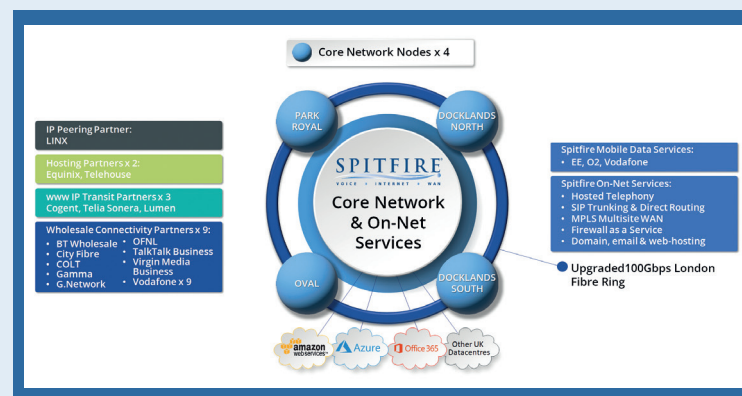 Core Network Nodes x 4
PARK
ROYAL
DOCKLANDS
NORTH
IP Peering Partner:
LINX
Hosting Partners x 2:
Equinix, Telehouse
www IP Transit Partners x 3
Cogent, Telia Sonera, Lumen
Wholesale Connectivity Partners x 9:
• BT Wholesale
• City Fibre
• COLT
• Gamma
• G.Network
• OFNL
• TalkTalk Business
• Virgin Media
Business
• Vodafone x 9
SPITFIRE®
VOICE • INTERNET • WAN
Core Network
& On-Net
Services
Spitfire Mobile Data Services:
• EE, O2, Vodafone
Spitfire On-Net Services:
• Hosted Telephony
• SIP Trunking & Direct Routing
• MPLS Multisite WAN
• Firewall as a Service
• Domain, email & web-hosting
Upgraded100Gbps London
Fibre Ring
OVAL
DOCKLANDS
SOUTH
amazon
webservices™
Azure
Office 365
Other UK
Datacentres